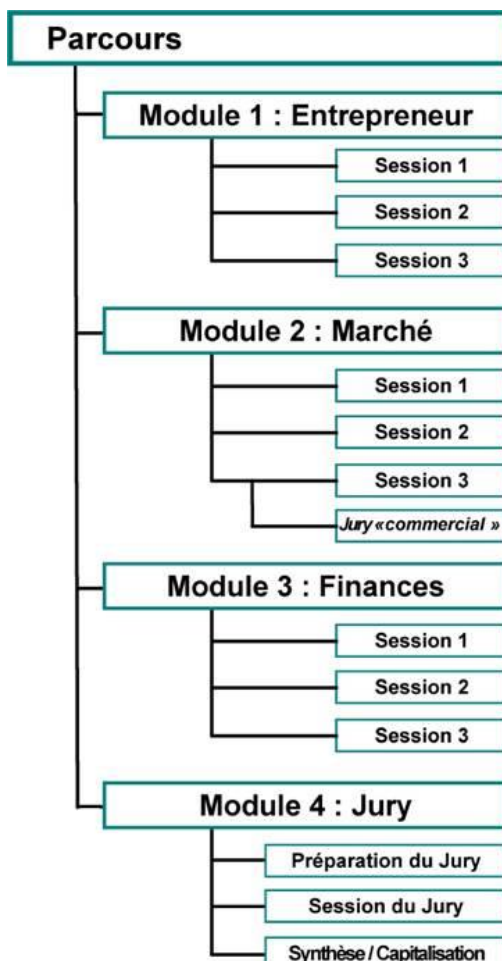 Parcours
Module 1 : Entrepreneur
Session 1
Session 2
Session 3
Module 2 : Marché
Session 1
Session 2
Session 3
Jury « commercial »
Module 3 : Finances
Session 1
Session 2
Session 3
Module 4 : Jury
Préparation du Jury
Session du Jury
Synthèse / Capitalisation